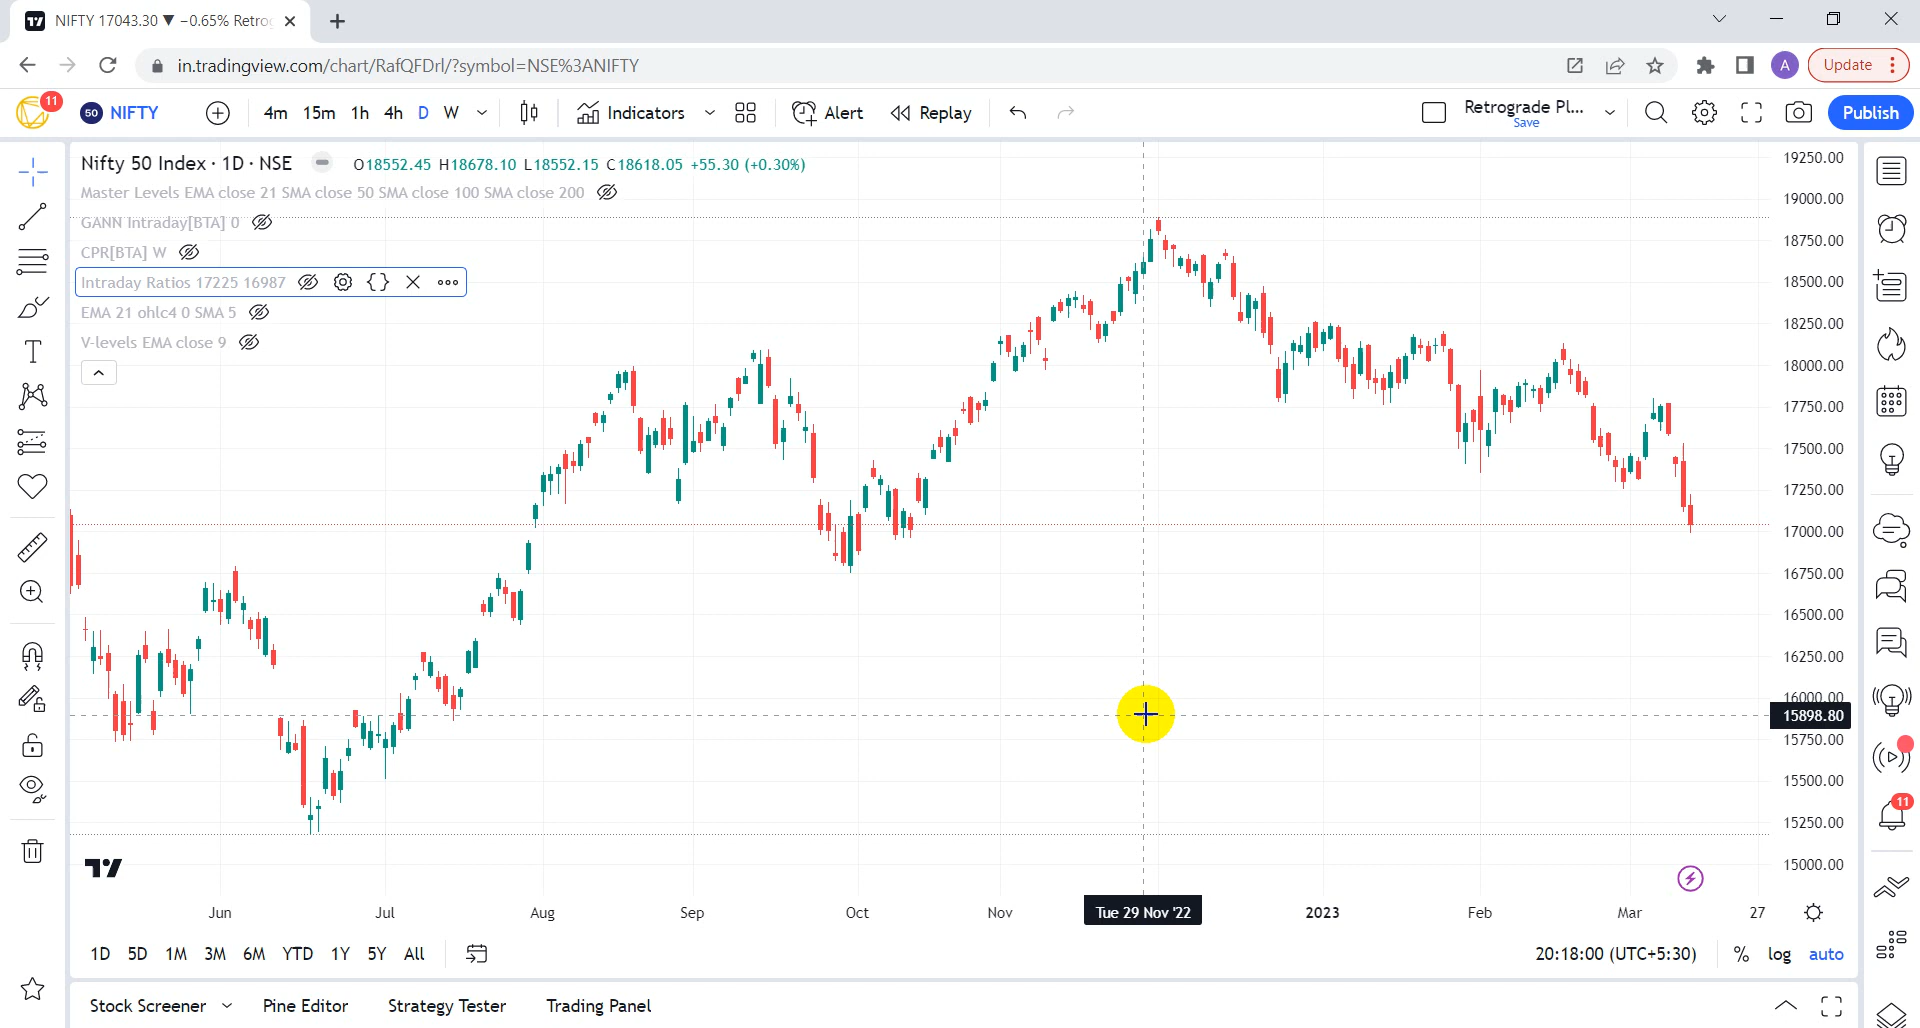 NIFTY 17043.30 ▼ −0.65% Retrog
in.tradingview.com/chart/RafQFDrl/?symbol=NSE%3ANIFTY
A
Update
11
50 NIFTY
4m 15m 1h 4h D W
Indicators
Alert
Replay
Retrograde Pl...
Save
Publish
Nifty 50 Index · 1D · NSE
O18552.45 H18678.10 L18552.15 C18618.05 +55.30 (+0.30%)
Master Levels EMA close 21 SMA close 50 SMA close 100 SMA close 200
GANN Intraday[BTA] 0
CPR[BTA] W
Intraday Ratios 17225 16987
EMA 21 ohlc4 0 SMA 5
V-levels EMA close 9
19250.00
19000.00
18750.00
18500.00
18250.00
18000.00
17750.00
17500.00
17250.00
17000.00
16750.00
16500.00
16250.00
16000.00
15898.80
15750.00
15500.00
15250.00
15000.00
11
Jun Jul Aug Sep Oct Nov Tue 29 Nov '22 2023 Feb Mar 27
1D 5D 1M 3M 6M YTD 1Y 5Y All
20:18:00 (UTC+5:30) % log auto
Stock Screener Pine Editor Strategy Tester Trading Panel